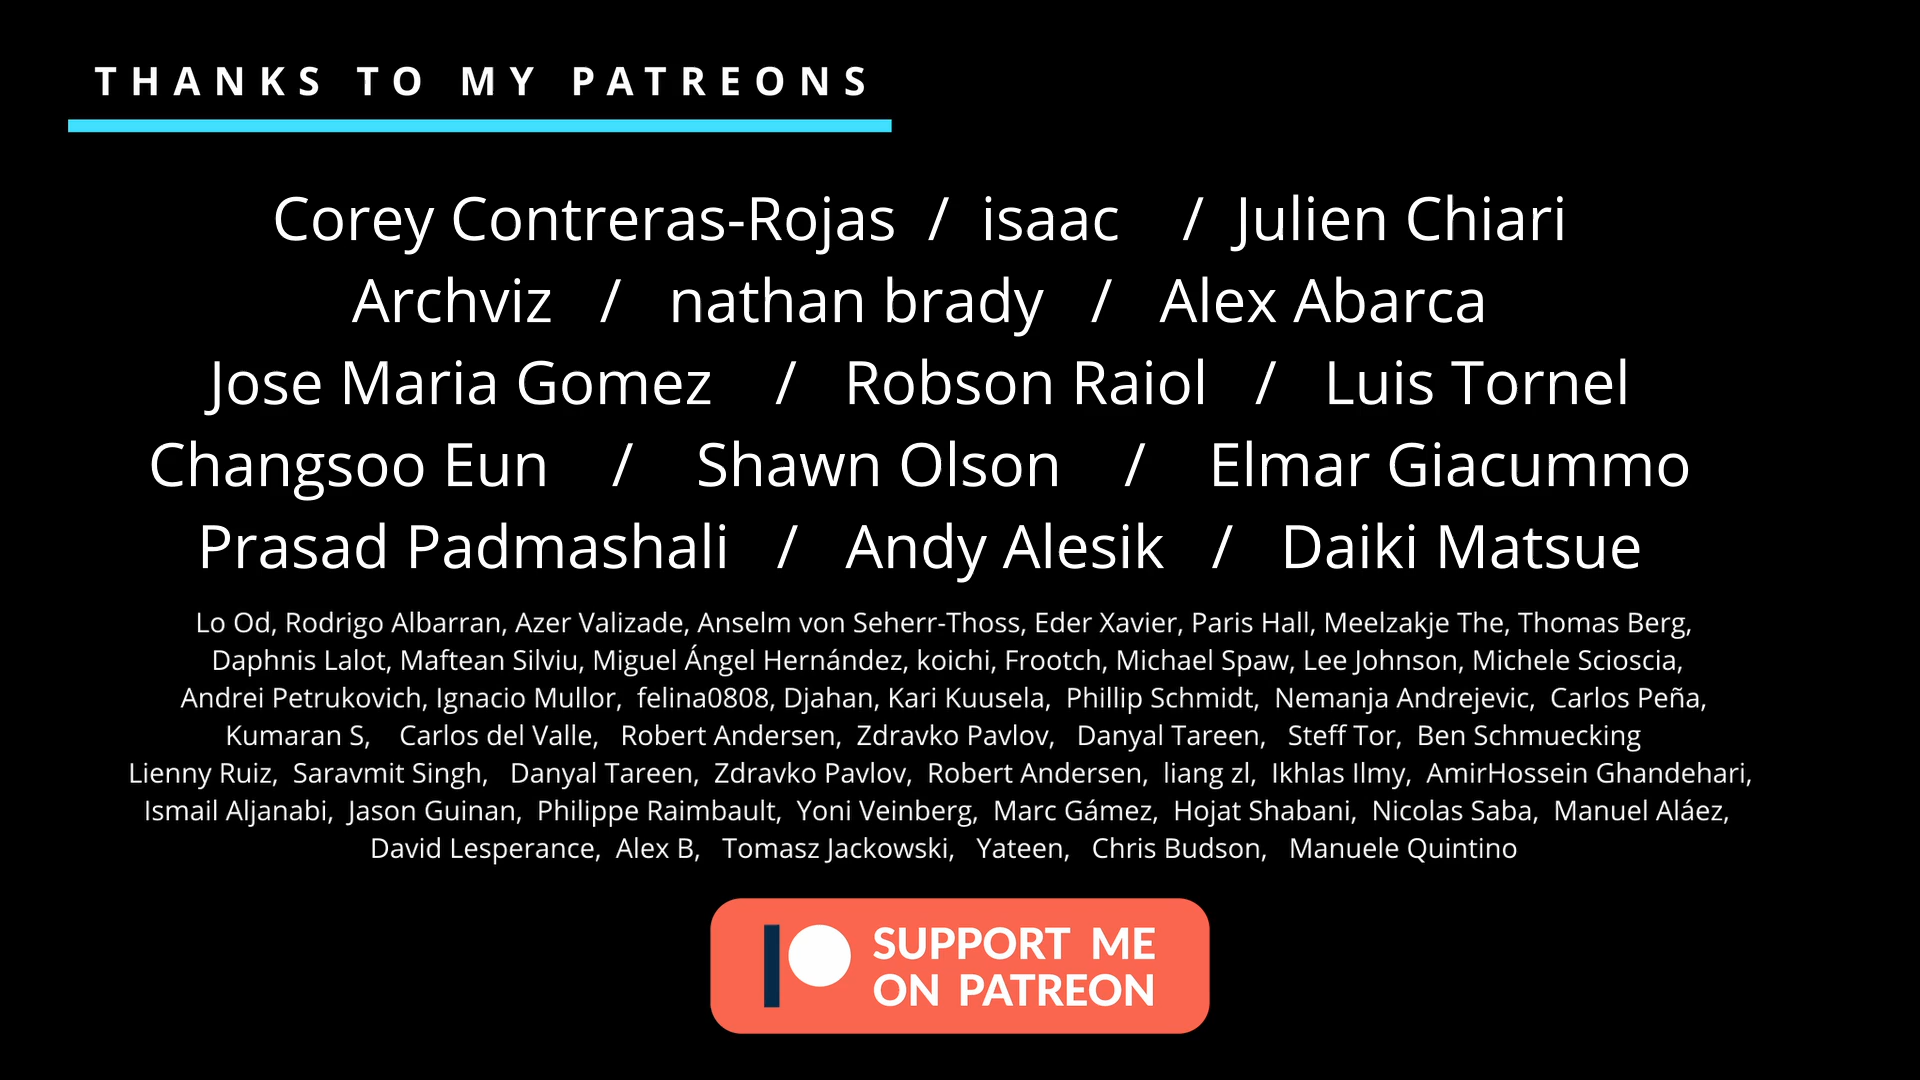 THANKS TO MY PATREONS
Corey Contreras-Rojas / isaac / Julien Chiari
Archviz / nathan brady / Alex Abarca
Jose Maria Gomez / Robson Raiol / Luis Tornel
Changsoo Eun / Shawn Olson / Elmar Giacummo
Prasad Padmashali / Andy Alesik / Daiki Matsue
Lo Od, Rodrigo Albarran, Azer Valizade, Anselm von Seherr-Thoss, Eder Xavier, Paris Hall, Meelzakje The, Thomas Berg,
Daphnis Lalot, Maftean Silviu, Miguel Ángel Hernández, koichi, Frootch, Michael Spaw, Lee Johnson, Michele Scioscia,
Andrei Petrukovich, Ignacio Mullor, felina0808, Djahan, Kari Kuusela, Phillip Schmidt, Nemanja Andrejevic, Carlos Peña,
Kumaran S, Carlos del Valle, Robert Andersen, Zdravko Pavlov, Danyal Tareen, Steff Tor, Ben Schmuecking
Lienny Ruiz, Saravmit Singh, Danyal Tareen, Zdravko Pavlov, Robert Andersen, liang zl, Ikhlas Ilmy, AmirHossein Ghandehari,
Ismail Aljanabi, Jason Guinan, Philippe Raimbault, Yoni Veinberg, Marc Gámez, Hojat Shabani, Nicolas Saba, Manuel Aláez,
David Lesperance, Alex B, Tomasz Jackowski, Yateen, Chris Budson, Manuele Quintino
SUPPORT ME
ON PATREON